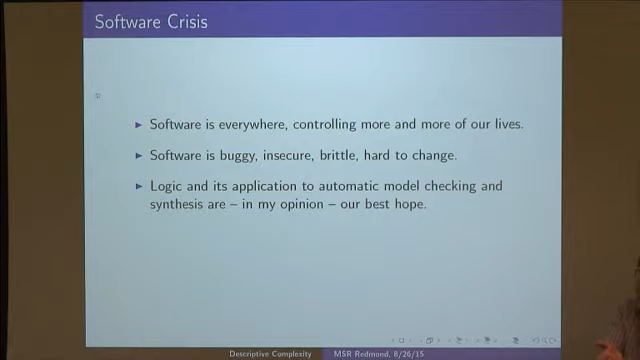 Software Crisis
Software is everywhere, controlling more and more of our lives.
Software is buggy, insecure, brittle, hard to change.
Logic and its application to automatic model checking and
synthesis are – in my opinion – our best hope.
Descriptive Complexity MSR Redmond, 8/26/15